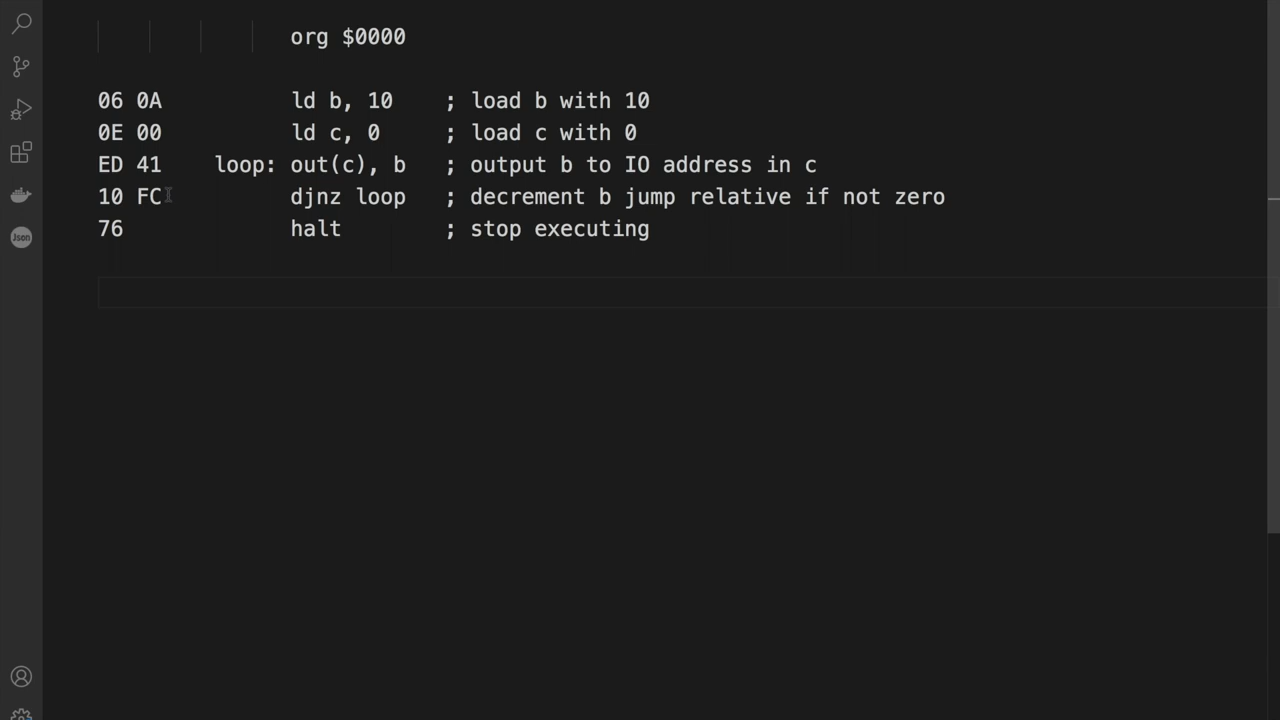 org $0000
06 0A ld b, 10 ; load b with 10
0E 00 ld c, 0 ; load c with 0
ED 41 loop: out(c), b ; output b to IO address in c
10 FC djnz loop ; decrement b jump relative if not zero
76 halt ; stop executing
Json